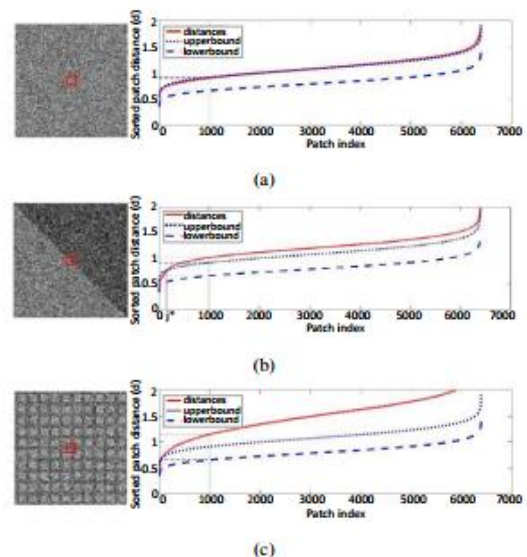 Sorted patch distance (d)
2
1.5
1
0.5
0
distances
upperbound
lowerbound
0 1000 2000 3000 4000 5000 6000 7000
Patch index
(a)
Sorted patch distance (d)
2
1.5
1
0.5
0
distances
upperbound
lowerbound
0 j* 1000 2000 3000 4000 5000 6000 7000
Patch index
(b)
Sorted patch distance (d)
2
1.5
1
0.5
0
distances
upperbound
lowerbound
0 1000 2000 3000 4000 5000 6000 7000
Patch index
(c)